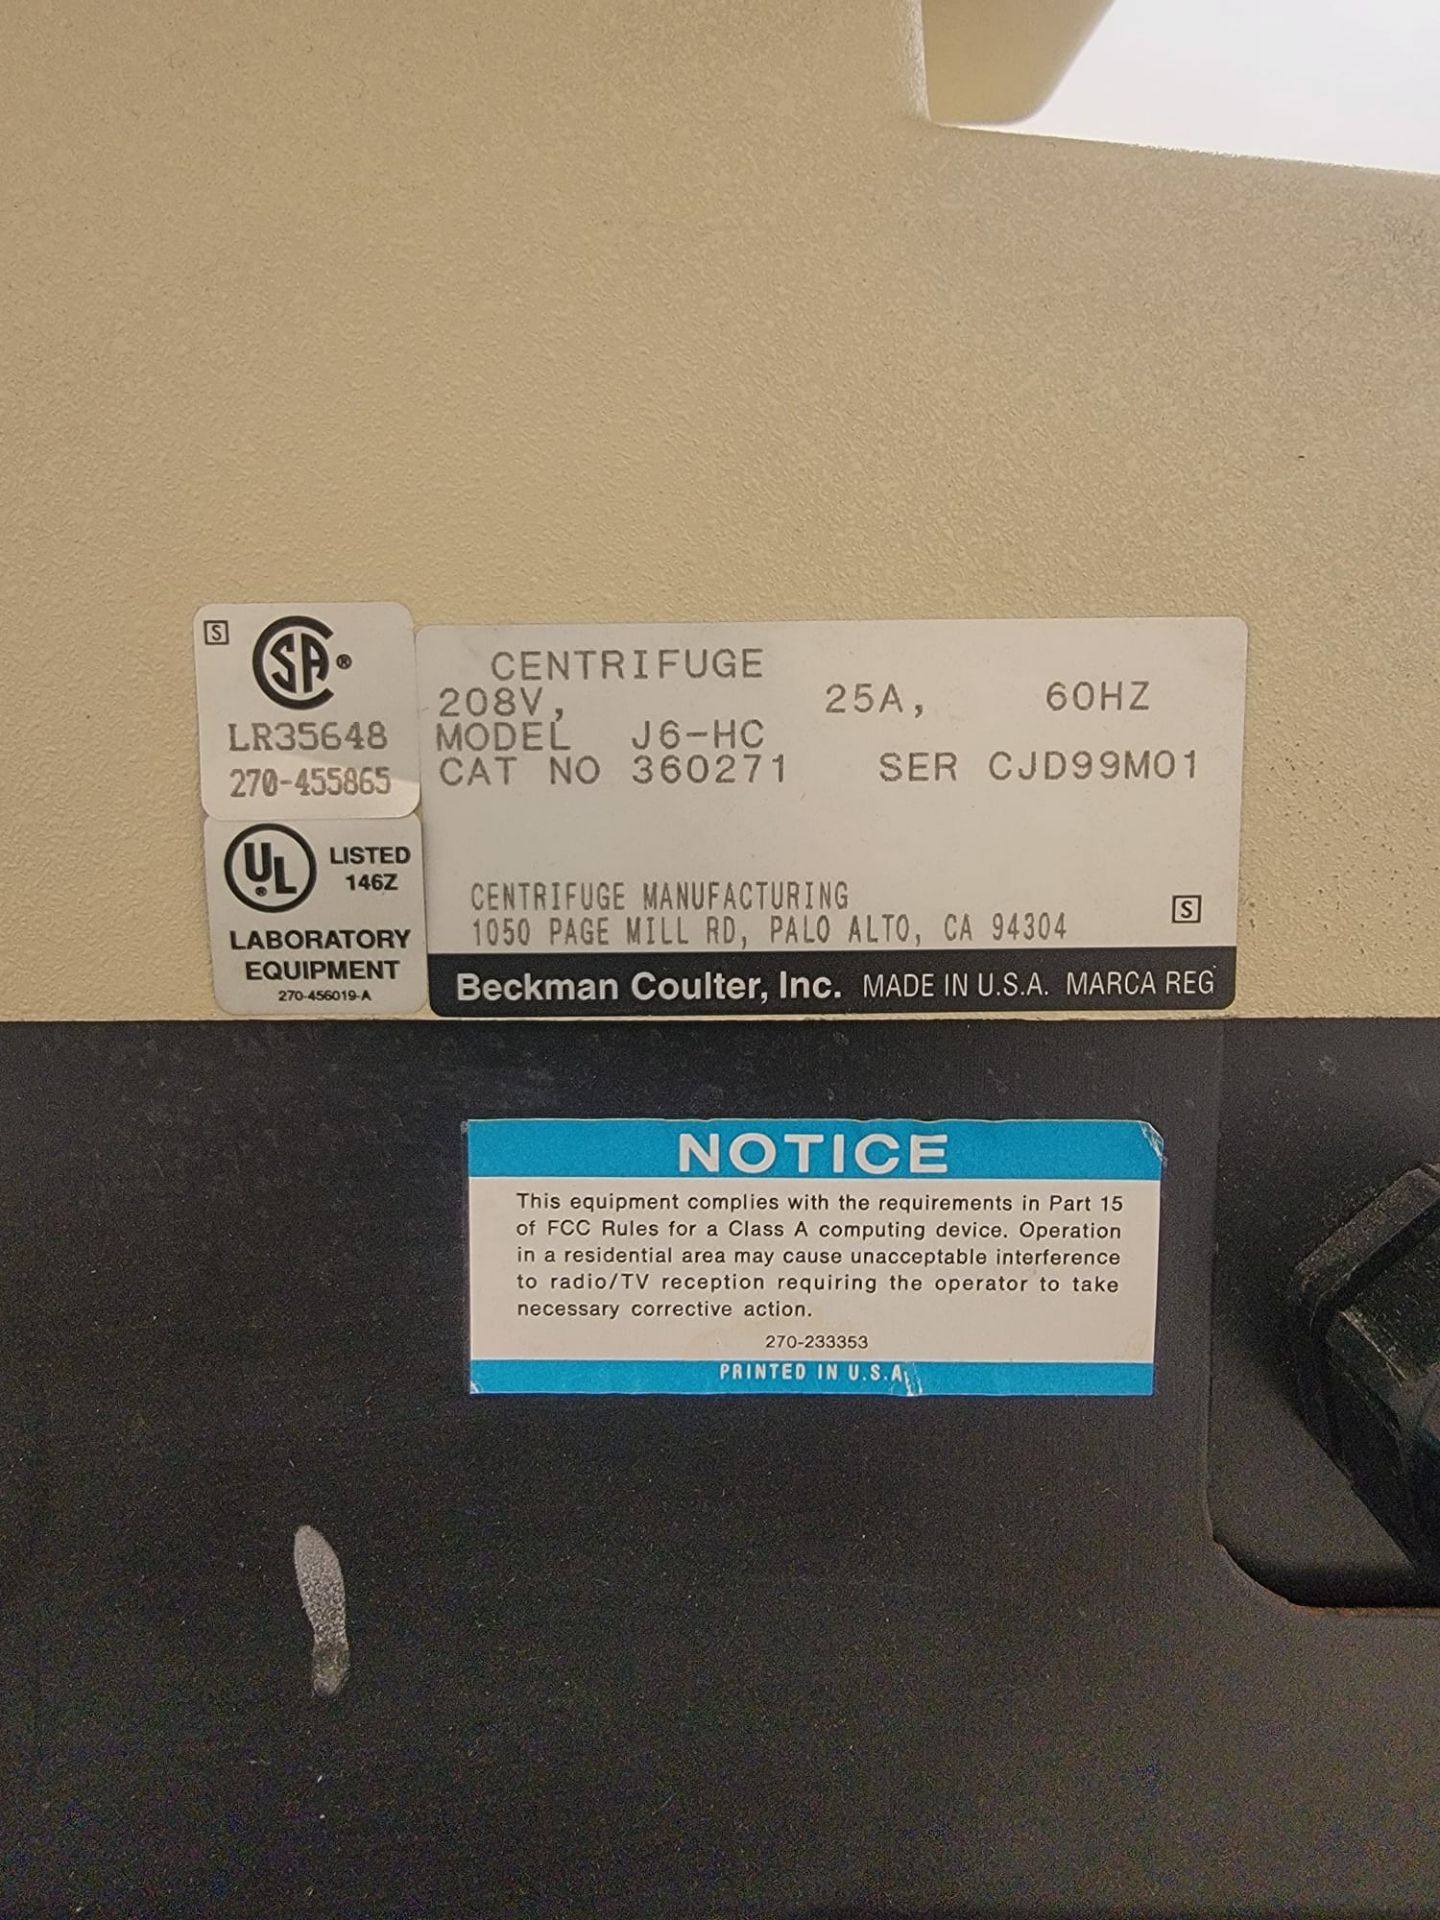 S
SA®
LR35648
270-455865
UL®
LISTED
146Z
LABORATORY
EQUIPMENT
270-456019-A
CENTRIFUGE
208V, 25A, 60HZ
MODEL J6-HC
CAT NO 360271 SER CJD99M01
CENTRIFUGE MANUFACTURING
1050 PAGE MILL RD, PALO ALTO, CA 94304
S
Beckman Coulter, Inc. MADE IN U.S.A. MARCA REG
NOTICE
This equipment complies with the requirements in Part 15
of FCC Rules for a Class A computing device. Operation
in a residential area may cause unacceptable interference
to radio/TV reception requiring the operator to take
necessary corrective action.
270-233353
PRINTED IN U.S.A.